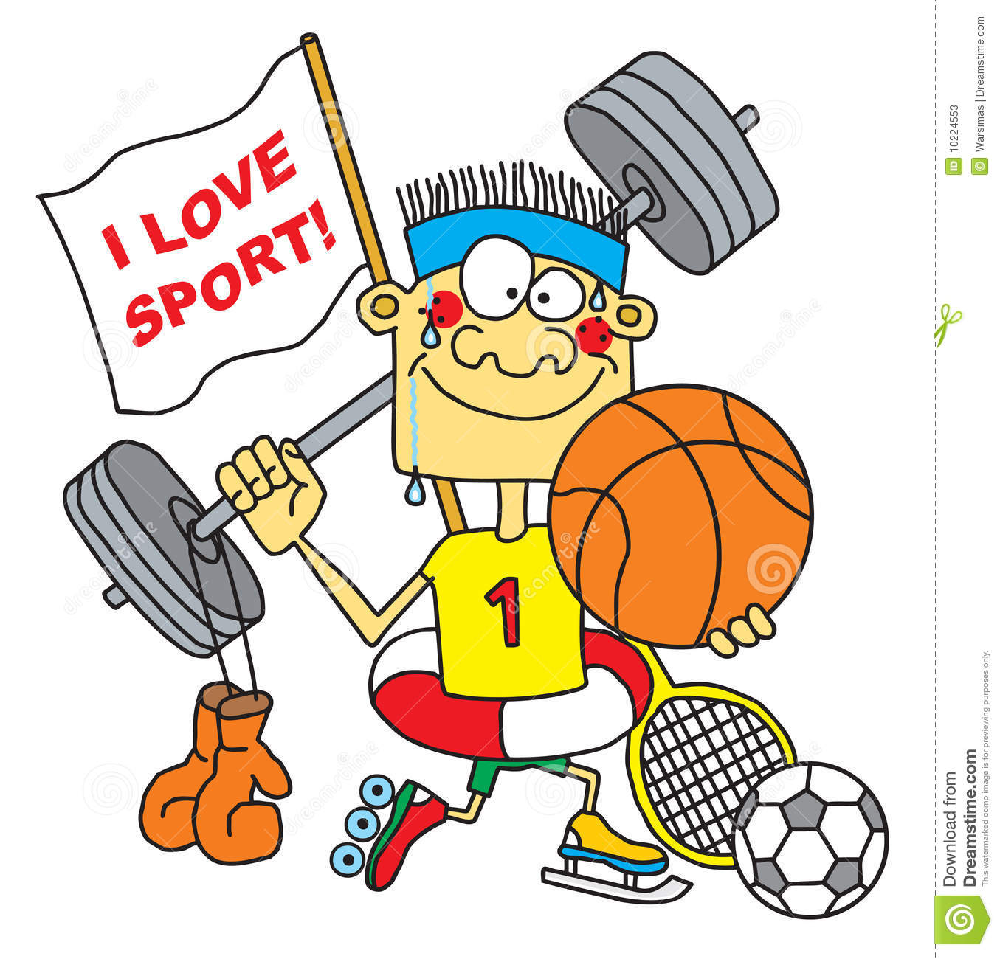 I LOVE
SPORT!
1
dreamstime
Download from
Dreamstime.com
This watermarked comp image is for previewing purposes only.
ID 10224553
© Warsimas | Dreamstime.com